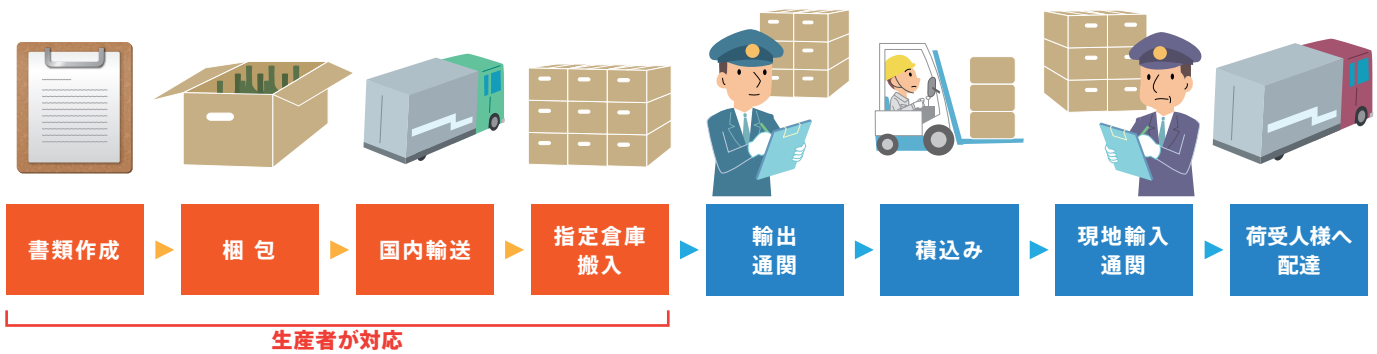 書類作成
梱 包
国内輸送
指定倉庫
搬入
輸出
通関
積込み
現地輸入
通関
荷受人様へ
配達
生産者が対応